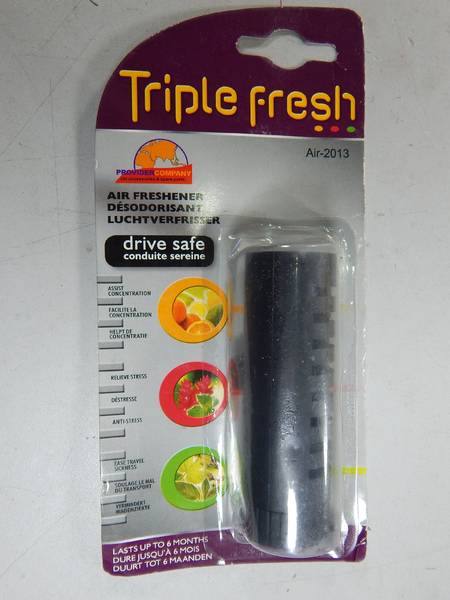 Triple fresh
Air-2013
PROVIDERCOMPANY
AIR FRESHENER
DÉSODORISANT
LUCHTVERFRISSER
drive safe
conduite sereine
ASSIST
CONCENTRATION
FACILITE LA
CONCENTRATION
HELPT DE
CONCENTRATIE
RELIEVE STRESS
DÉSTRESSE
ANTI-STRESS
EASE TRAVEL
SICKNESS
SOULAGE LE MAL
DU TRANSPORT
VERMINDERT
WAGENZIEKTE
LASTS UP TO 6 MONTHS
DURE JUSQU'À 6 MOIS
DUURT TOT 6 MAANDEN